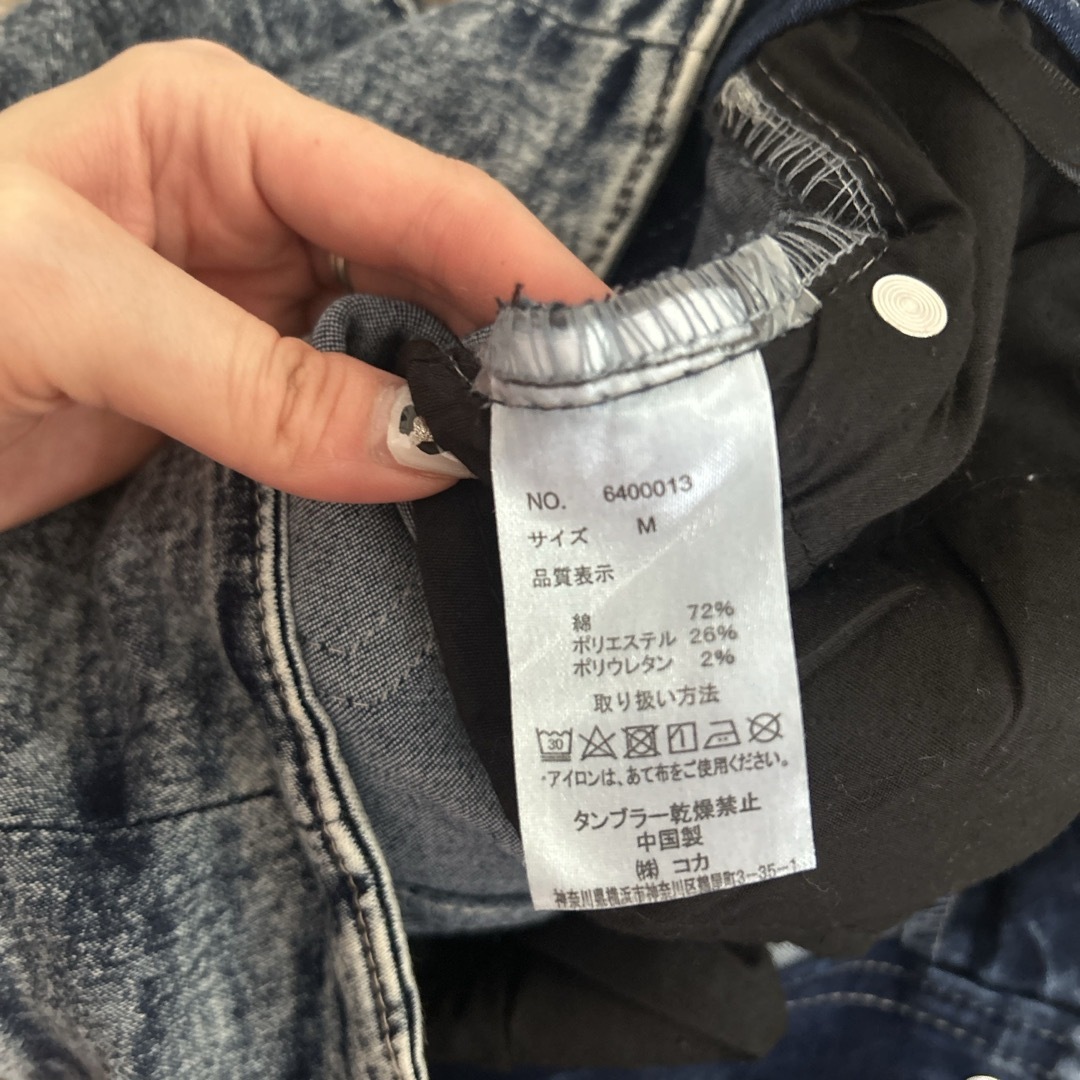 NO. 6400013
サイズ M
品質表示
綿 72%
ポリエステル 26%
ポリウレタン 2%
取り扱い方法
30
・アイロンは、あて布をご使用ください。
タンブラー乾燥禁止
中国製
㈱ コカ
神奈川県横浜市神奈川区鶴屋町3-35-1